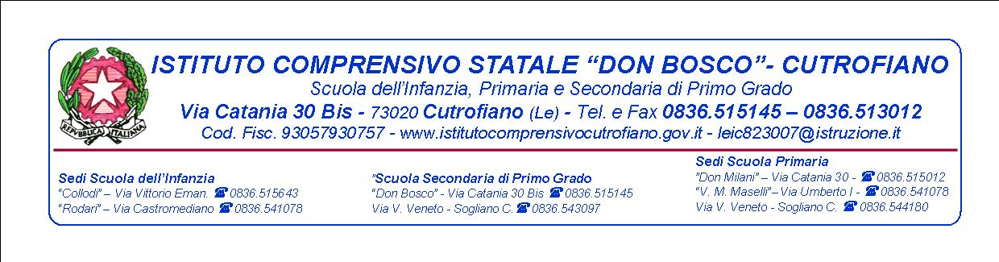 ISTITUTO COMPRENSIVO STATALE “DON BOSCO”- CUTROFIANO
Scuola dell’Infanzia, Primaria e Secondaria di Primo Grado
Via Catania 30 Bis - 73020 Cutrofiano (Le) - Tel. e Fax 0836.515145 – 0836.513012
Cod. Fisc. 93057930757 - www.istitutocomprensivocutrofiano.gov.it - leic823007@istruzione.it
REPVBBLICA ITALIANA
Sedi Scuola dell’Infanzia
“Collodi” – Via Vittorio Eman. ☎ 0836.515643
“Rodari” – Via Castromediano ☎ 0836.541078
”Scuola Secondaria di Primo Grado
“Don Bosco” - Via Catania 30 Bis ☎ 0836.515145
Via V. Veneto - Sogliano C. ☎ 0836.543097
Sedi Scuola Primaria
”Don Milani” – Via Catania 30 - ☎ 0836.515012
“V. M. Maselli”– Via Umberto I - ☎ 0836.541078
Via V. Veneto - Sogliano C. ☎ 0836.544180